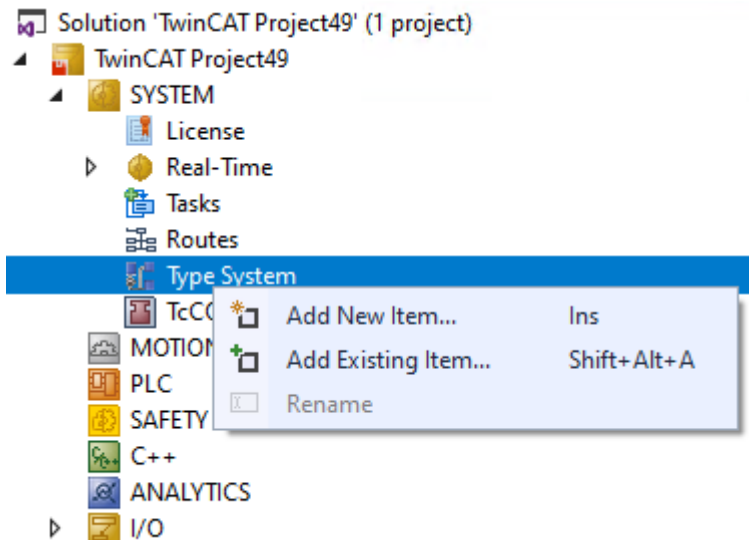 Solution 'TwinCAT Project49' (1 project)
TwinCAT Project49
SYSTEM
License
Real-Time
Tasks
Routes
Type System
TcCO
Add New Item... Ins
MOTION
Add Existing Item... Shift+Alt+A
PLC
Rename
SAFETY
C++
ANALYTICS
I/O